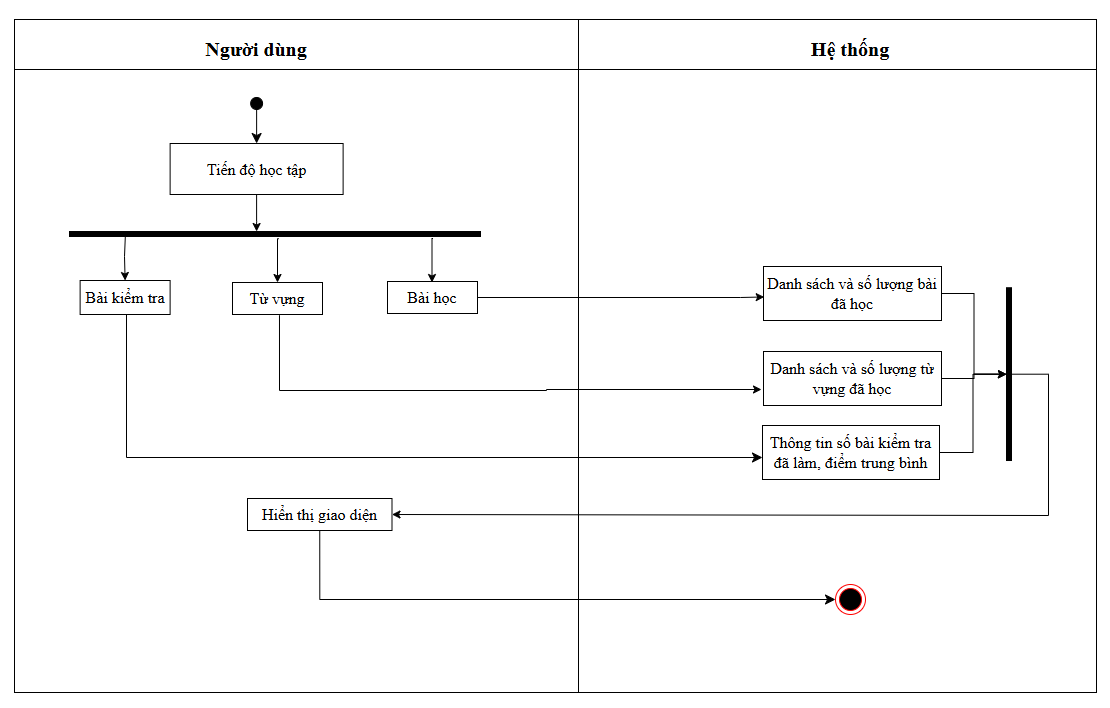 Người dùng
Hệ thống
Tiến độ học tập
Bài kiểm tra
Từ vựng
Bài học
Danh sách và số lượng bài
đã học
Danh sách và số lượng từ
vựng đã học
Thông tin số bài kiểm tra
đã làm, điểm trung bình
Hiển thị giao diện